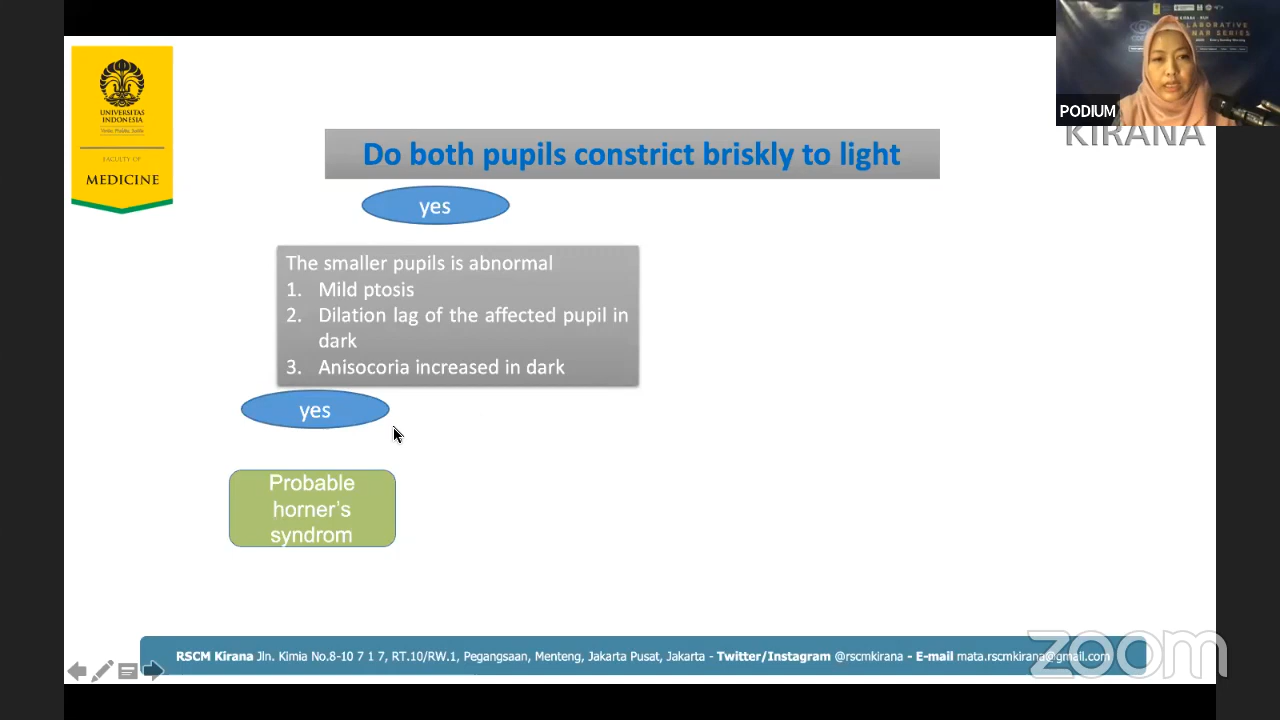 UNIVERSITAS
INDONESIA
FACULTY OF
MEDICINE
PODIUM
KIRANA
Do both pupils constrict briskly to light
yes
The smaller pupils is abnormal
1. Mild ptosis
2. Dilation lag of the affected pupil in
dark
3. Anisocoria increased in dark
yes
Probable
horner's
syndrom
RSCM Kirana Jln. Kimia No.8-10 7 1 7, RT.10/RW.1, Pegangsaan, Menteng, Jakarta Pusat, Jakarta - Twitter/Instagram @rscmkirana - E-mail mata.rscmkirana@gmail.com
zoom